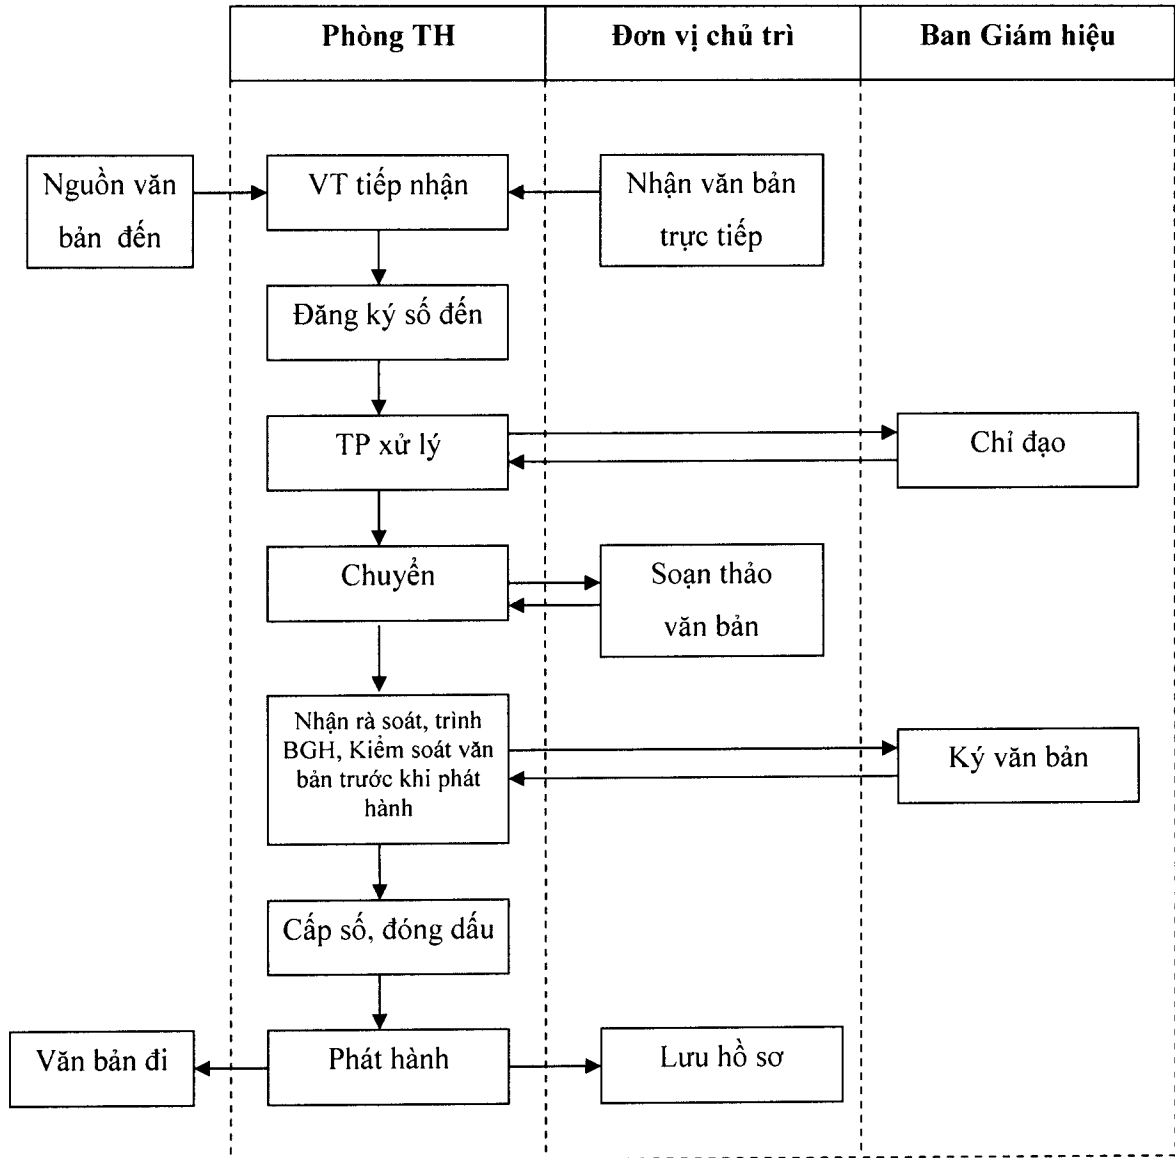 Phòng TH
Đơn vị chủ trì
Ban Giám hiệu
Nguồn văn
bản đến
VT tiếp nhận
Nhận văn bản
trực tiếp
Đăng ký số đến
TP xử lý
Chỉ đạo
Chuyển
Soạn thảo
văn bản
Nhận rà soát, trình
BGH, Kiểm soát văn
bản trước khi phát
hành
Ký văn bản
Cấp số, đóng dấu
Văn bản đi
Phát hành
Lưu hồ sơ